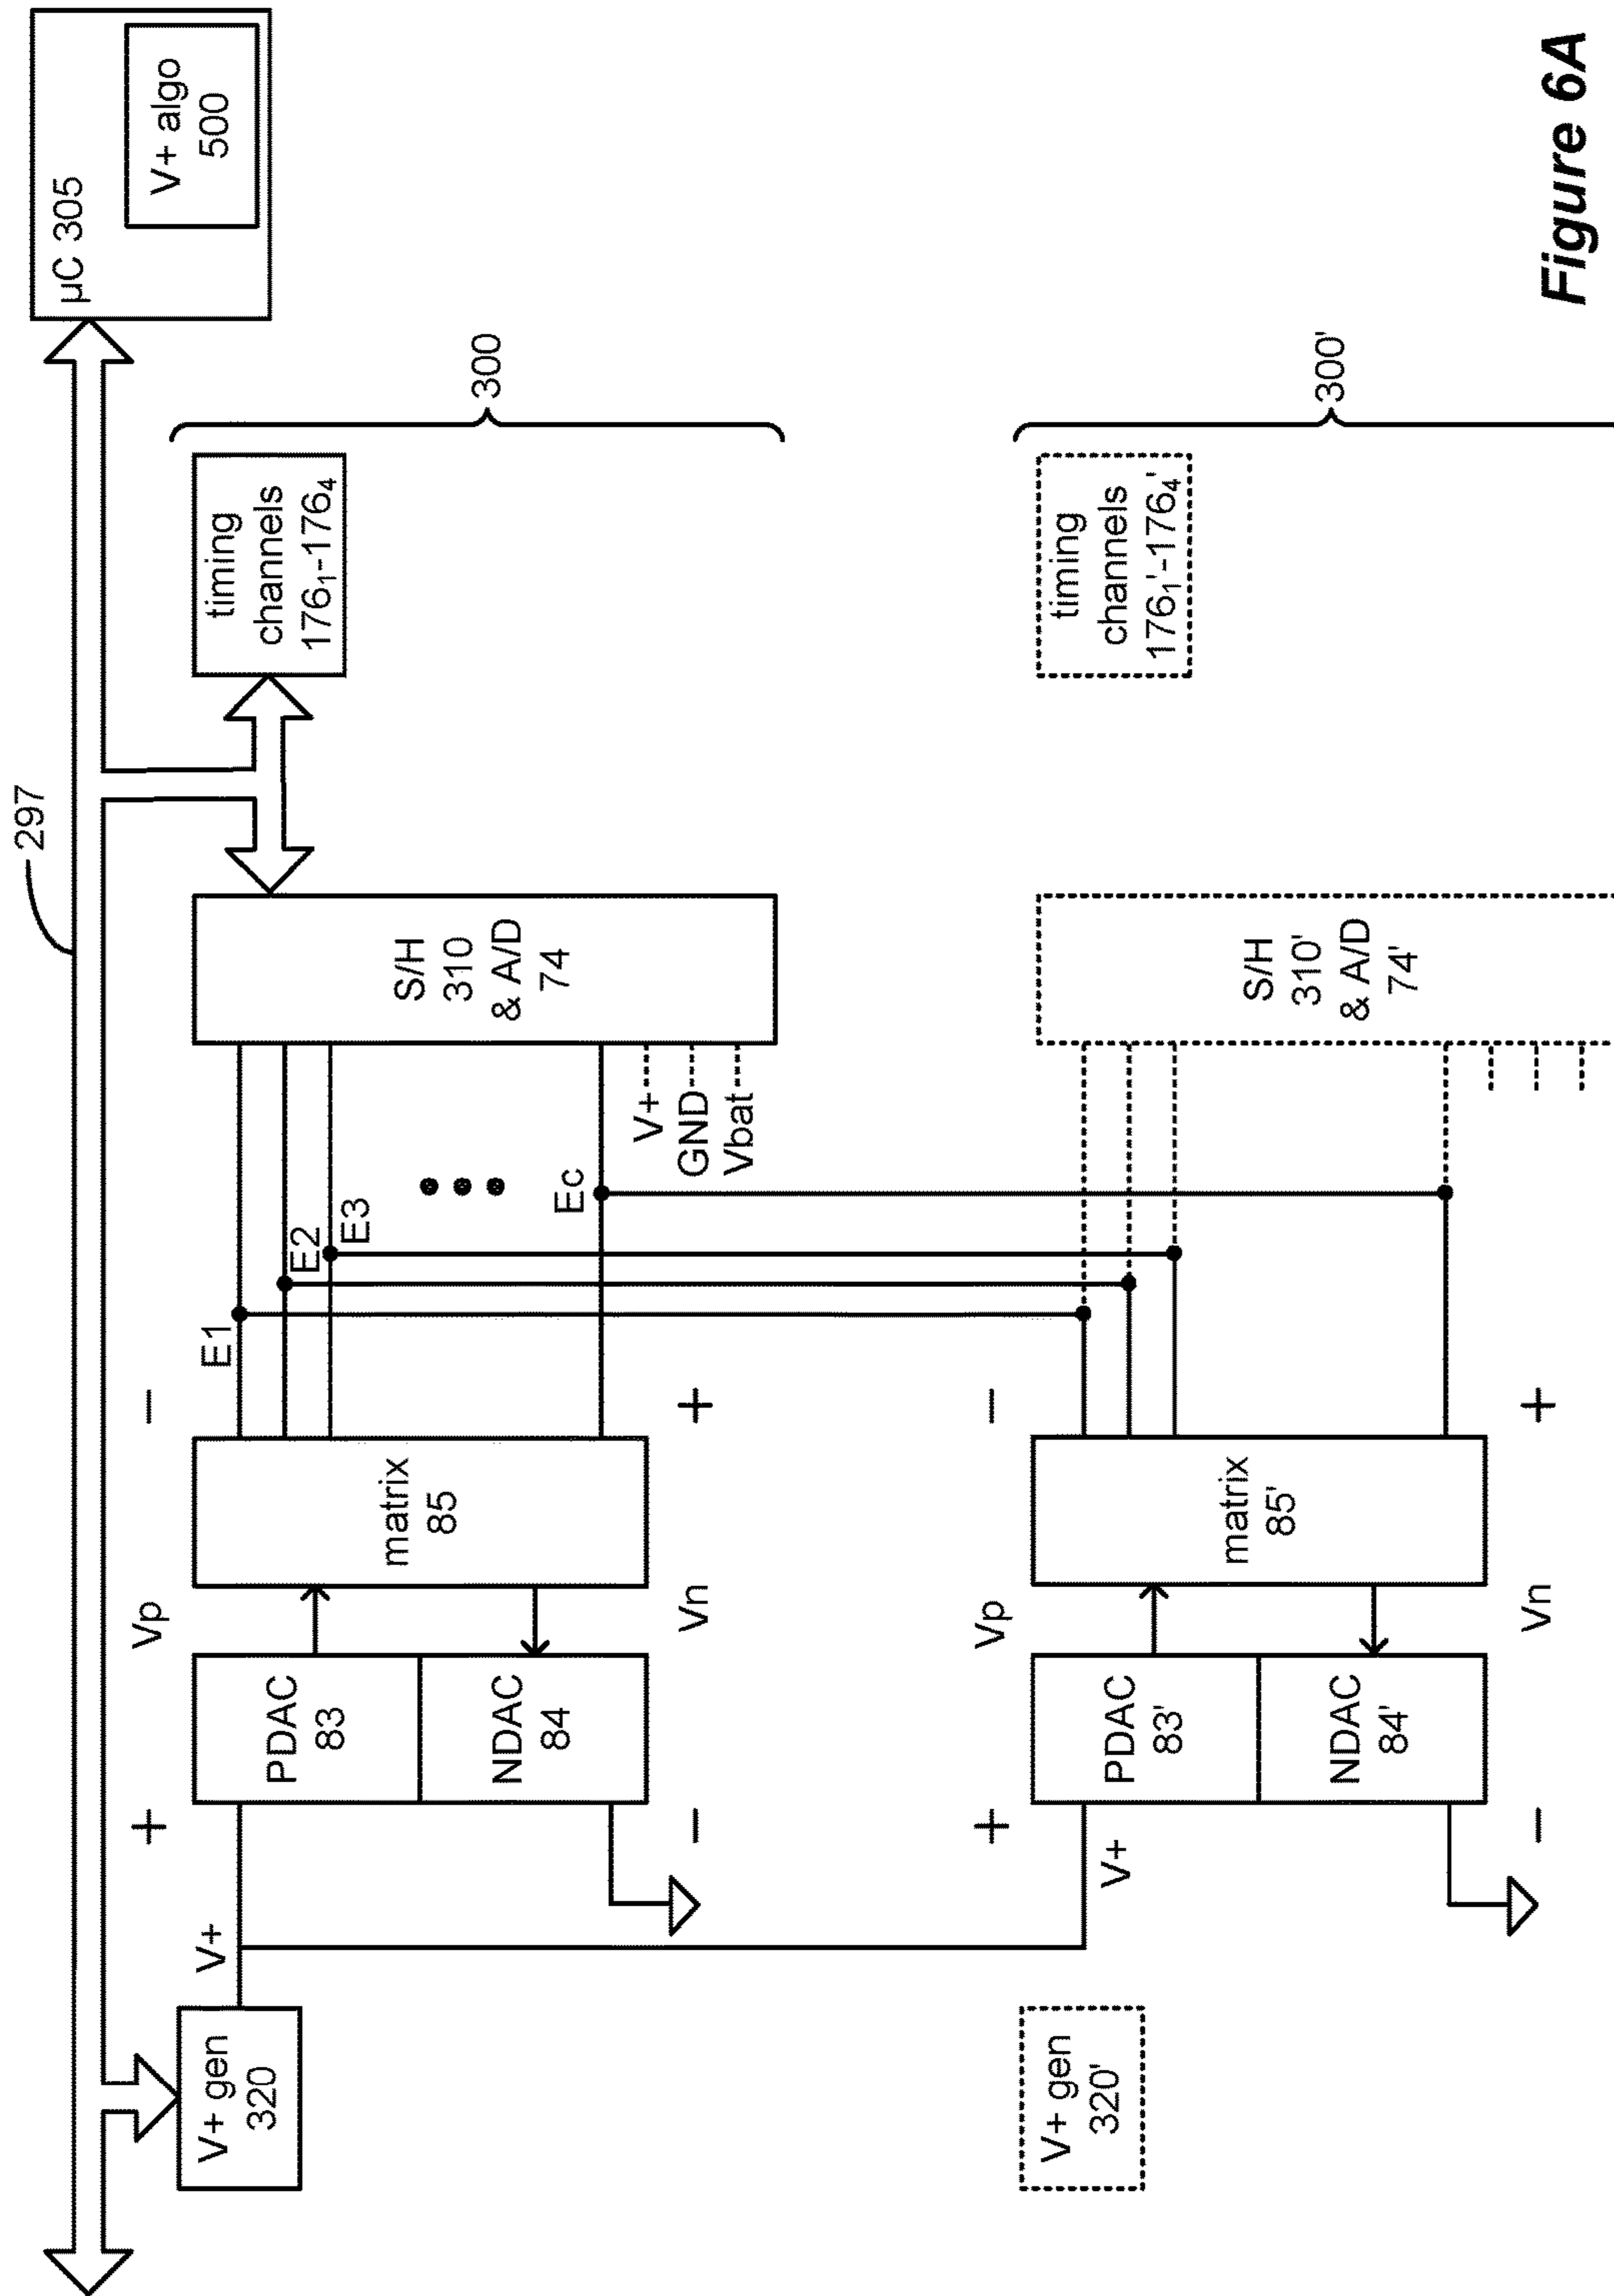 297
µC 305
V+ algo
500
V+ gen
320
V+
+
−
PDAC
83
NDAC
84
Vp
Vn
matrix
85
−
+
E1
E2
E3
Ec
V+
GND
Vbat
S/H
310
& A/D
74
timing
channels
176₁-176₄
300
V+ gen
320'
V+
+
−
PDAC
83'
NDAC
84'
Vp
Vn
matrix
85'
−
+
S/H
310'
& A/D
74'
timing
channels
176₁'-176₄'
300'
Figure 6A